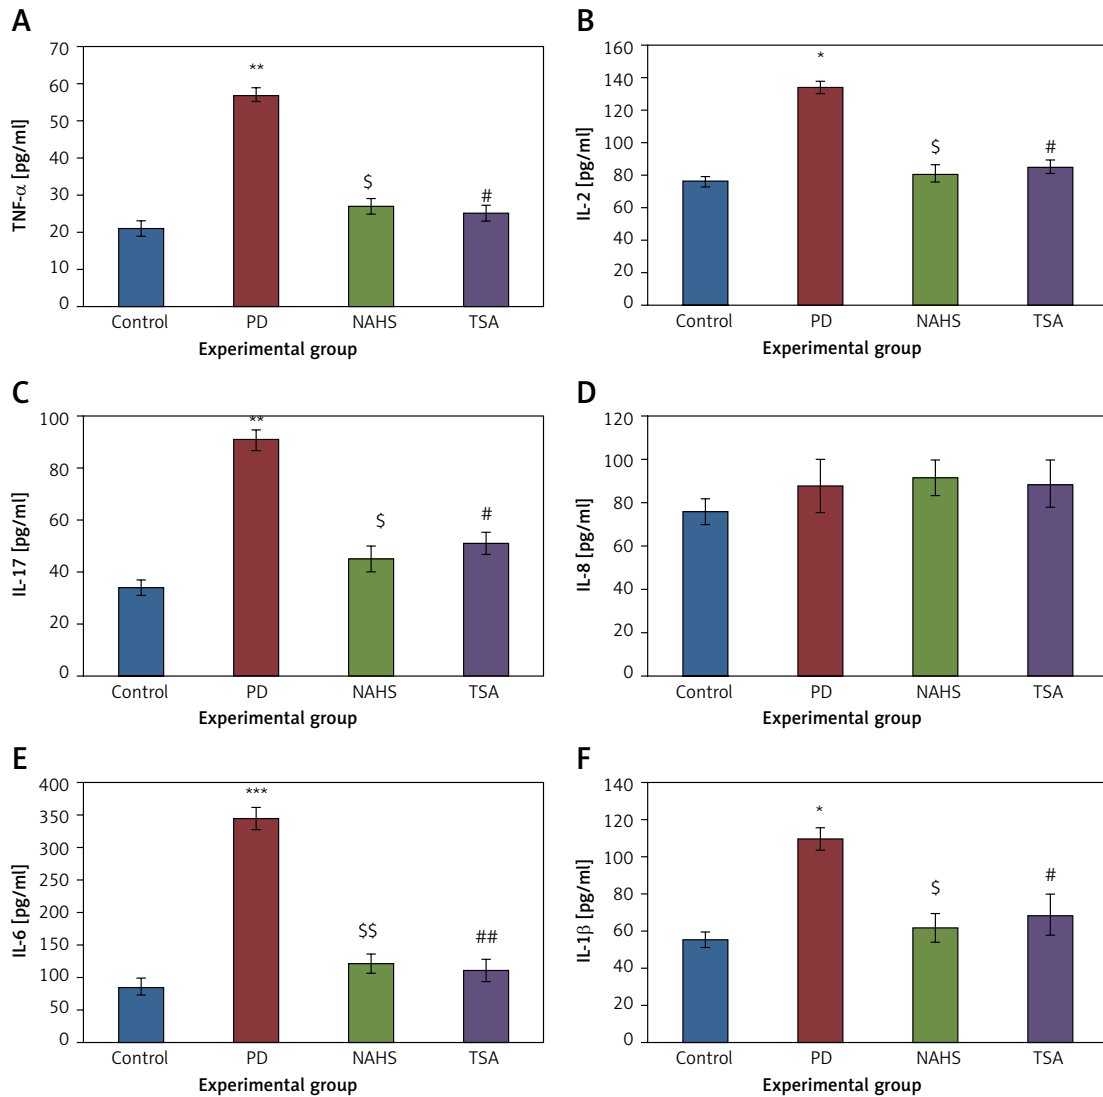 A
TNF-α [pg/ml]
70
60
50
40
30
20
10
0
**
$
#
Control PD NAHS TSA
Experimental group
B
IL-2 [pg/ml]
160
140
120
100
80
60
40
20
0
*
$
#
Control PD NAHS TSA
Experimental group
C
IL-17 [pg/ml]
100
80
60
40
20
0
**
$
#
Control PD NAHS TSA
Experimental group
D
IL-8 [pg/ml]
120
100
80
60
40
20
0
Control PD NAHS TSA
Experimental group
E
IL-6 [pg/ml]
400
350
300
250
200
150
100
50
0
***
$$
##
Control PD NAHS TSA
Experimental group
F
IL-1β [pg/ml]
140
120
100
80
60
40
20
0
*
$
#
Control PD NAHS TSA
Experimental group